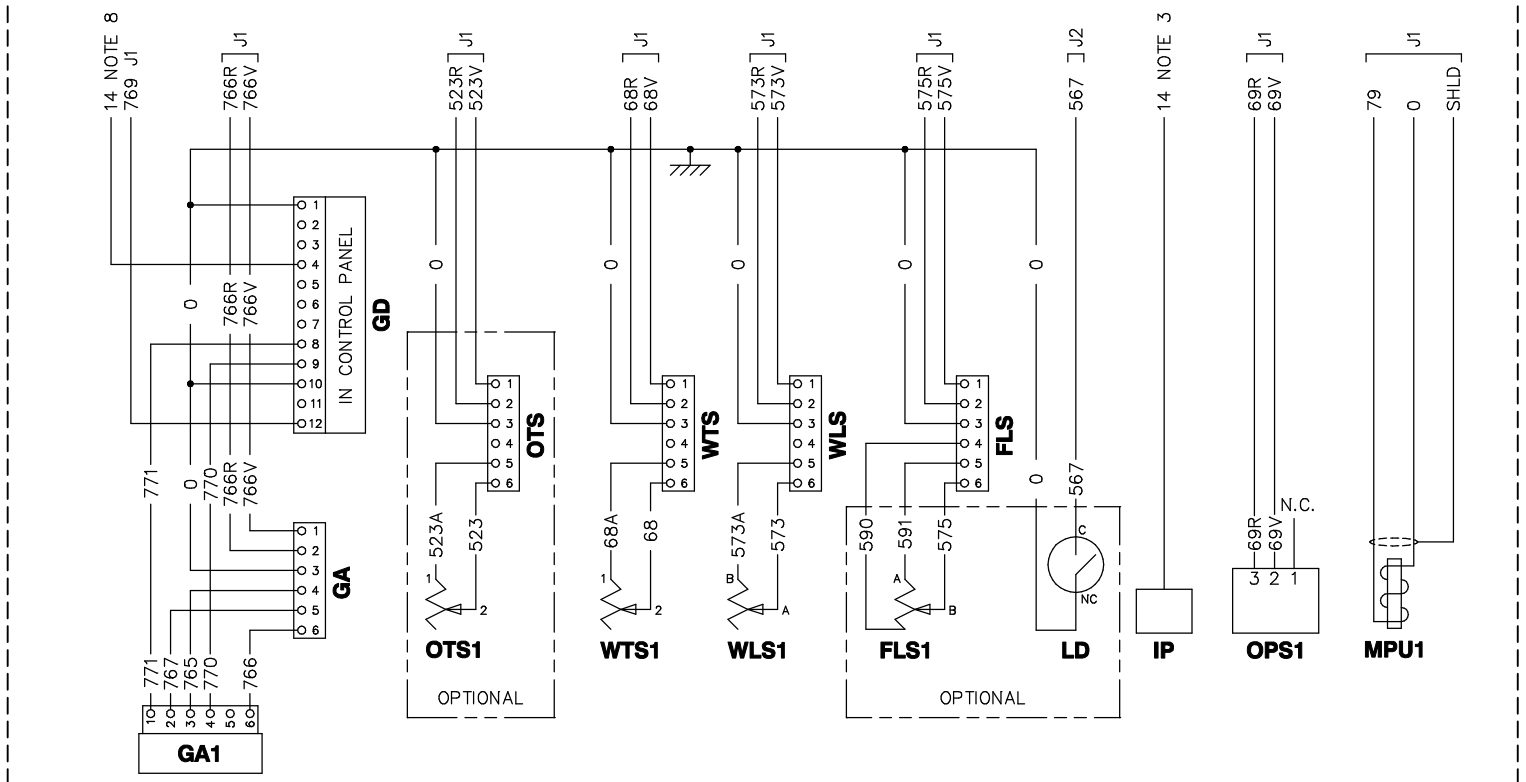 14 NOTE 8
769 J1
J1
766R
766V
J1
523R
523V
J1
68R
68V
J1
573R
573V
J1
575R
575V
J2
567
14 NOTE 3
J1
69R
69V
J1
79
0
SHLD
1
2
3
4
5
6
7
8
9
10
11
12
IN CONTROL PANEL
GD
0
766R
766V
0
0
0
0
0
771
0
770
766R
766V
1
2
3
4
5
6
GA
771
767
765
770
766
1
2
3
4
5
6
GA1
1
2
3
4
5
6
OTS
523A
523
1
2
OTS1
OPTIONAL
1
2
3
4
5
6
WTS
68A
68
1
2
WTS1
1
2
3
4
5
6
WLS
573A
573
B
A
WLS1
1
2
3
4
5
6
FLS
590
591
575
A
B
FLS1
0
567
C
NC
LD
OPTIONAL
IP
69R
69V
N.C.
3 2 1
OPS1
MPU1